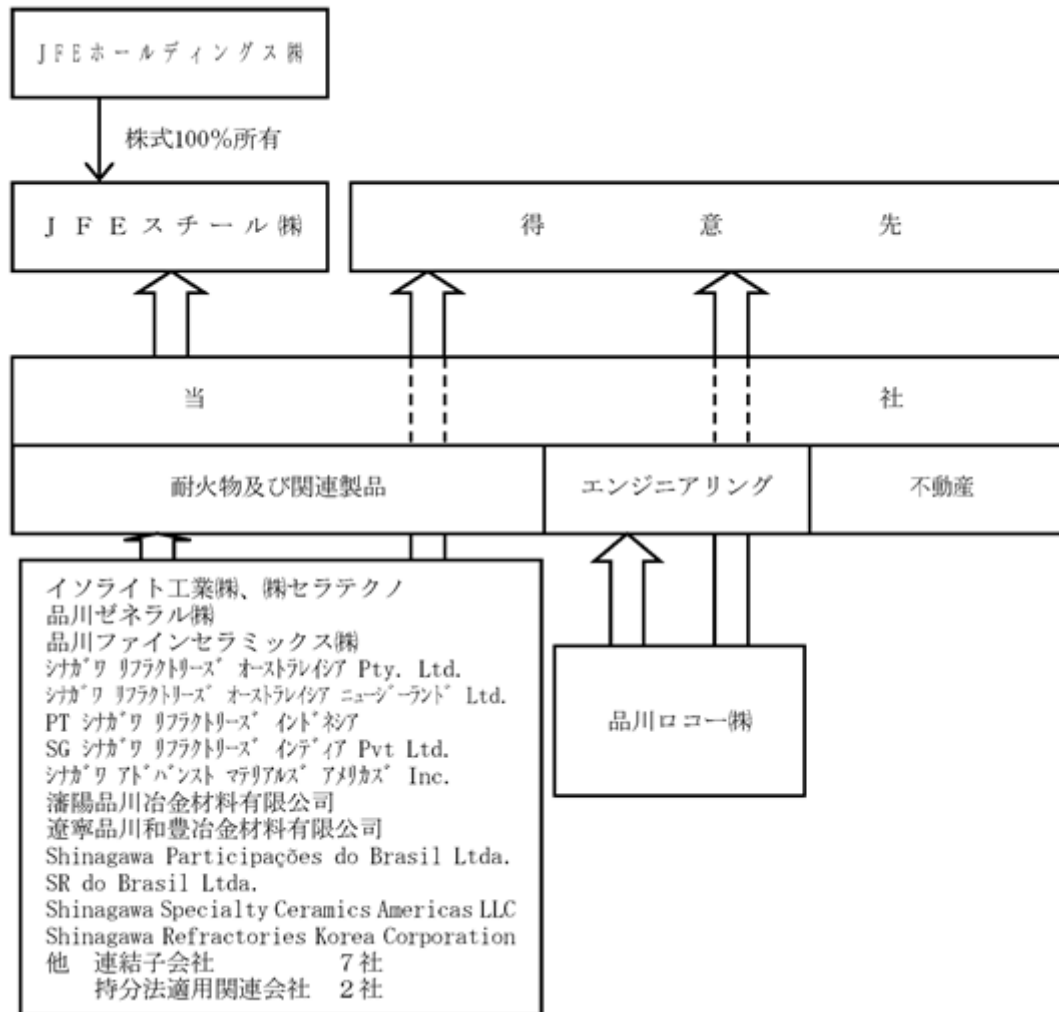 JFEホールディングス㈱
株式100%所有
JFEスチール㈱
得意先
当社
耐火物及び関連製品
エンジニアリング
不動産
イソライト工業㈱、㈱セラテクノ
品川ゼネラル㈱
品川ファインセラミックス㈱
ｼﾅｶﾞﾜ ﾘﾌﾗｸﾄﾘｰｽﾞ ｵｰｽﾄﾗﾚｲｼｱ Pty. Ltd.
ｼﾅｶﾞﾜ ﾘﾌﾗｸﾄﾘｰｽﾞ ｵｰｽﾄﾗﾚｲｼｱ ﾆｭｰｼﾞｰﾗﾝﾄﾞ Ltd.
PT ｼﾅｶﾞﾜ ﾘﾌﾗｸﾄﾘｰｽﾞ ｲﾝﾄﾞﾈｼｱ
SG ｼﾅｶﾞﾜ ﾘﾌﾗｸﾄﾘｰｽﾞ ｲﾝﾃﾞｨｱ Pvt Ltd.
ｼﾅｶﾞﾜ ｱﾄﾞﾊﾞﾝｽﾄ ﾏﾃﾘｱﾙｽﾞ ｱﾒﾘｶｽﾞ Inc.
瀋陽品川冶金材料有限公司
遼寧品川和豊冶金材料有限公司
Shinagawa Participações do Brasil Ltda.
SR do Brasil Ltda.
Shinagawa Specialty Ceramics Americas LLC
Shinagawa Refractories Korea Corporation
他　連結子会社　7社
持分法適用関連会社　2社
品川ロコー㈱